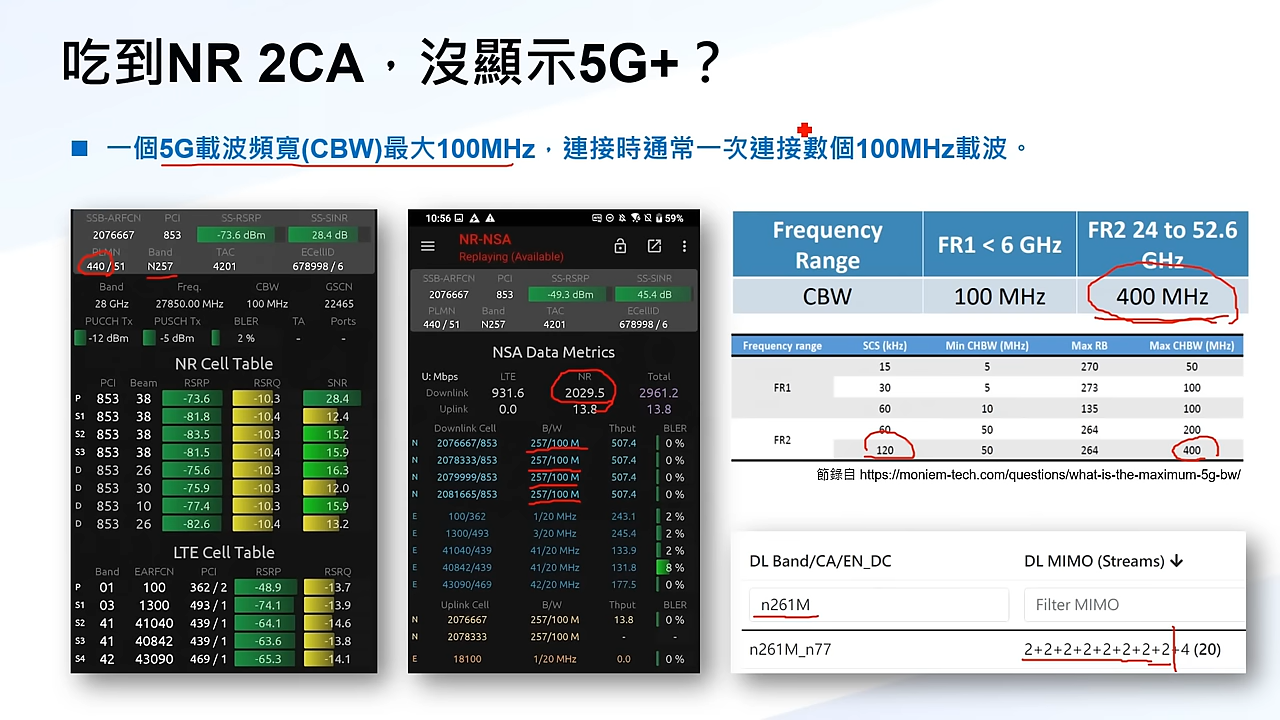 吃到NR 2CA，沒顯示5G+？
一個5G載波頻寬(CBW)最大100MHz，連接時通常一次連接數個100MHz載波。
SSB-ARFCN PCI SS-RSRP SS-SINR
2076667 853 -73.6 dBm 28.4 dB
PLMN Band TAC ECellID
440 / 51 N257 4201 678998 / 6
Band Freq. CBW GSCN
28 GHz 27850.00 MHz 100 MHz 22465
PUCCH Tx PUSCH Tx BLER TA Ports
-12 dBm -5 dBm 2 % - -
NR Cell Table
PCI Beam RSRP RSRQ SNR
P 853 38 -73.6 -10.3 28.4
S1 853 38 -81.8 -10.4 12.4
S2 853 38 -83.5 -10.3 15.2
S3 853 38 -81.5 -10.4 15.9
D 853 26 -75.6 -10.3 16.3
D 853 30 -75.9 -10.3 12.0
D 853 10 -77.4 -10.3 15.9
D 853 26 -82.6 -10.4 13.2
LTE Cell Table
Band EARFCN PCI RSRP RSRQ
P 01 100 362 / 2 -48.9 -13.7
S1 03 1300 493 / 1 -74.1 -13.9
S2 41 41040 439 / 1 -64.1 -14.6
S3 41 40842 439 / 1 -63.6 -13.8
S4 42 43090 469 / 1 -65.3 -14.1
10:56 59%
NR-NSA
Replaying (Available)
SSB-ARFCN PCI SS-RSRP SS-SINR
2076667 853 -49.3 dBm 45.4 dB
PLMN Band TAC ECellID
440 / 51 N257 4201 678998 / 6
NSA Data Metrics
U: Mbps LTE NR Total
Downlink 931.6 2029.5 2961.2
Uplink 0.0 13.8 13.8
Downlink Cell B/W Thput BLER
N 2076667/853 257/100 M 507.4 0 %
N 2078333/853 257/100 M 507.4 0 %
N 2079999/853 257/100 M 507.4 0 %
N 2081665/853 257/100 M 507.4 0 %
E 100/362 1/20 MHz 243.1 2 %
E 1300/493 3/20 MHz 245.4 2 %
E 41040/439 41/20 MHz 133.9 2 %
E 40842/439 41/20 MHz 131.8 8 %
E 43090/469 42/20 MHz 177.5 0 %
Uplink Cell B/W Thput BLER
N 2076667 257/100 M 13.8 0 %
N 2078333 257/100 M - -
E 18100 1/20 MHz 0.0 0 %
Frequency Range FR1 < 6 GHz FR2 24 to 52.6 GHz
CBW 100 MHz 400 MHz
Frequency range SCS (kHz) Min CHBW (MHz) Max RB Max CHBW (MHz)
FR1 15 5 270 50
30 5 273 100
60 10 135 100
FR2 60 50 264 200
120 50 264 400
節錄自 https://moniem-tech.com/questions/what-is-the-maximum-5g-bw/
DL Band/CA/EN_DC DL MIMO (Streams) ↓
n261M Filter MIMO
n261M_n77 2+2+2+2+2+2+2+2+4 (20)